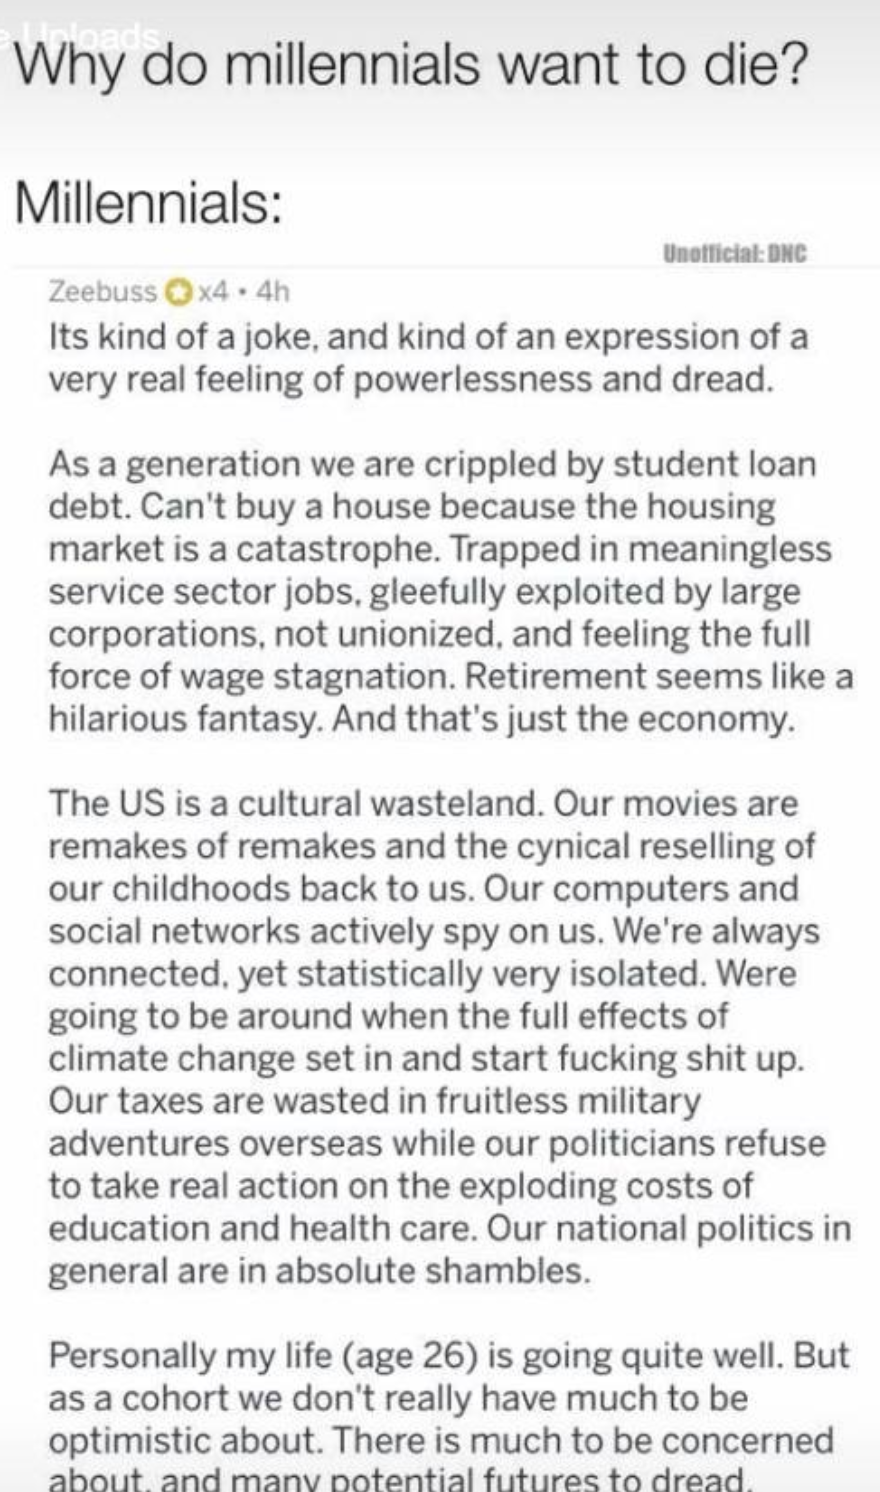 e Uploads
Why do millennials want to die?
Millennials:
Unofficial: DNC
Zeebuss x4 • 4h
Its kind of a joke, and kind of an expression of a
very real feeling of powerlessness and dread.
As a generation we are crippled by student loan
debt. Can't buy a house because the housing
market is a catastrophe. Trapped in meaningless
service sector jobs, gleefully exploited by large
corporations, not unionized, and feeling the full
force of wage stagnation. Retirement seems like a
hilarious fantasy. And that's just the economy.
The US is a cultural wasteland. Our movies are
remakes of remakes and the cynical reselling of
our childhoods back to us. Our computers and
social networks actively spy on us. We're always
connected, yet statistically very isolated. Were
going to be around when the full effects of
climate change set in and start fucking shit up.
Our taxes are wasted in fruitless military
adventures overseas while our politicians refuse
to take real action on the exploding costs of
education and health care. Our national politics in
general are in absolute shambles.
Personally my life (age 26) is going quite well. But
as a cohort we don't really have much to be
optimistic about. There is much to be concerned
about, and many potential futures to dread.